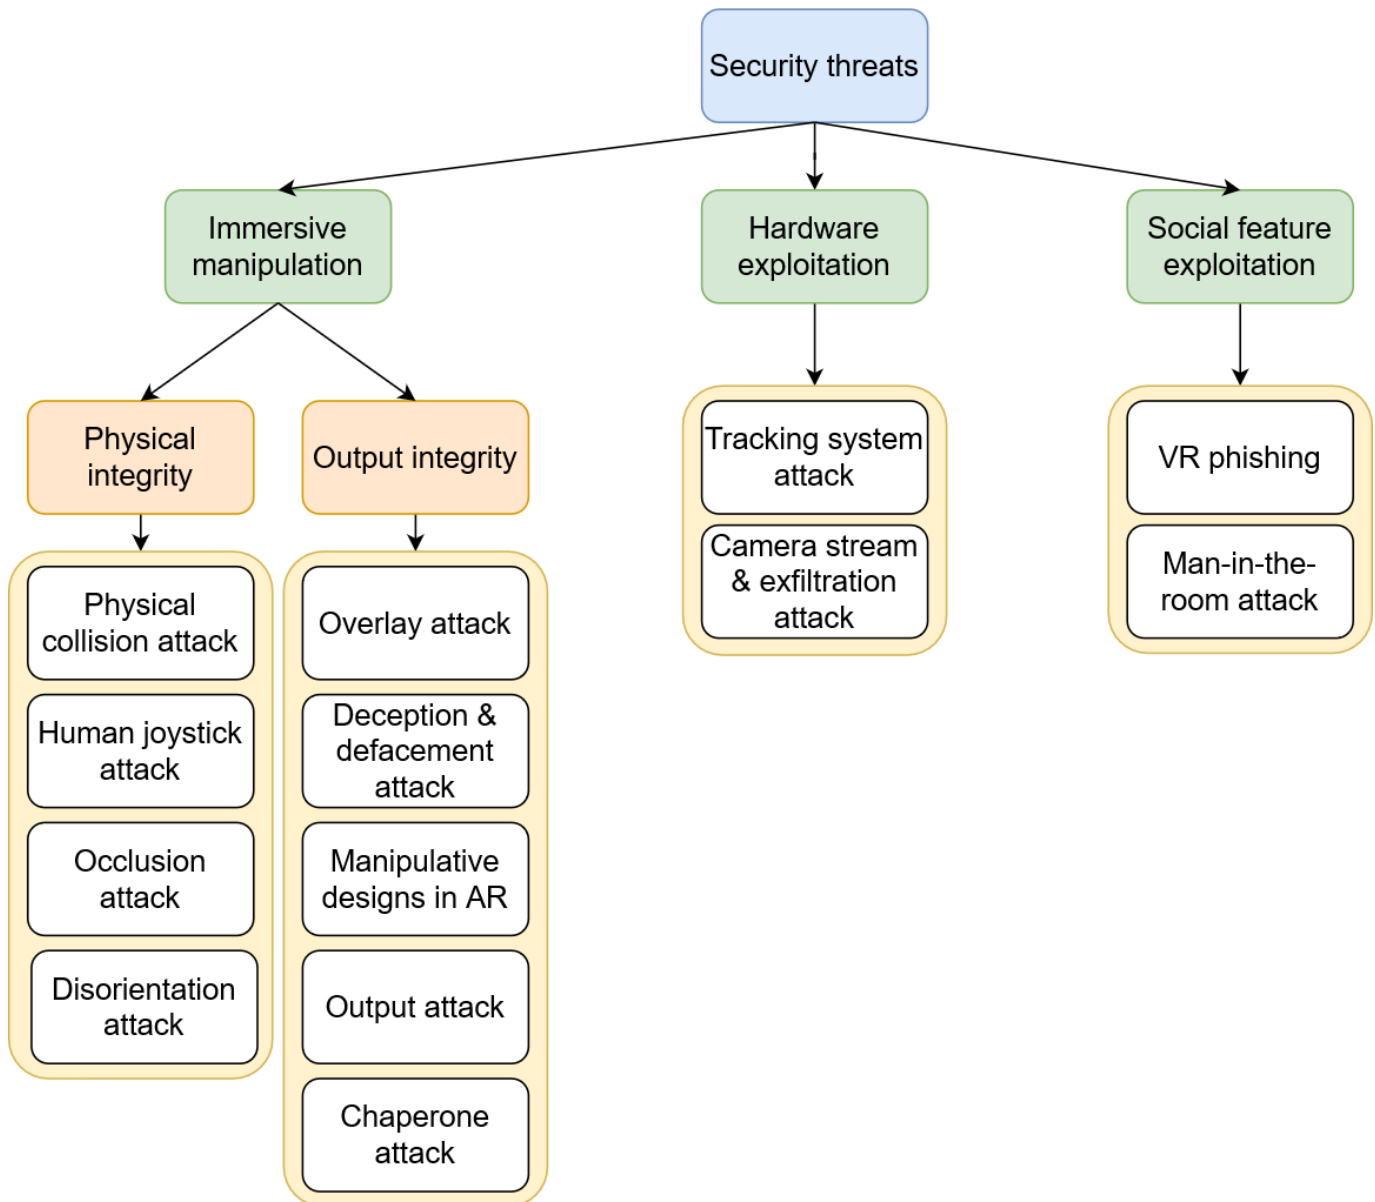 Security threats
Immersive
manipulation
Hardware
exploitation
Social feature
exploitation
Physical
integrity
Output integrity
Tracking system
attack
Camera stream
& exfiltration
attack
VR phishing
Man-in-the-
room attack
Physical
collision attack
Human joystick
attack
Occlusion
attack
Disorientation
attack
Overlay attack
Deception &
defacement
attack
Manipulative
designs in AR
Output attack
Chaperone
attack